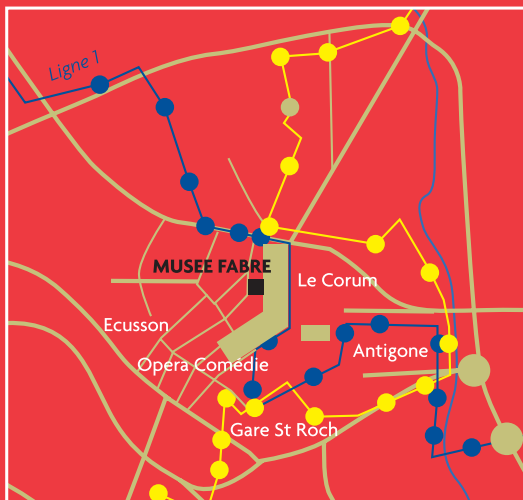 Ligne 1
MUSEE FABRE
Le Corum
Ecusson
Antigone
Opera Comédie
Gare St Roch